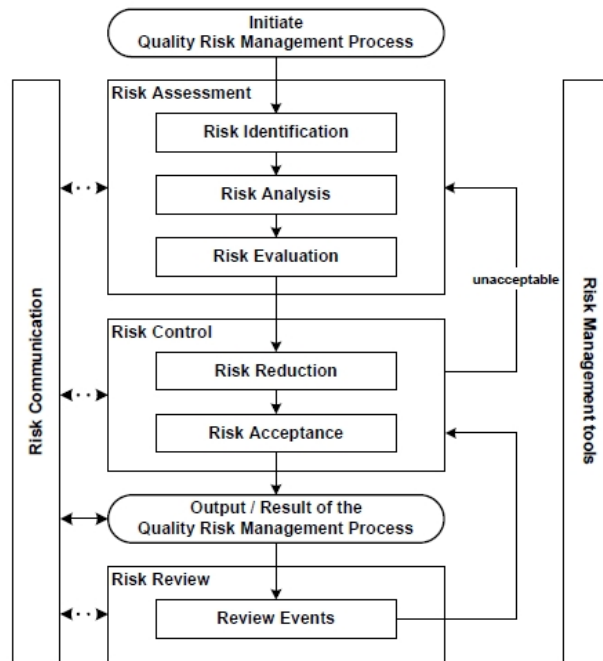 Initiate
Quality Risk Management Process
Risk Assessment
Risk Identification
Risk Analysis
Risk Evaluation
unacceptable
Risk Control
Risk Reduction
Risk Acceptance
Output / Result of the
Quality Risk Management Process
Risk Review
Review Events
Risk Communication
Risk Management tools